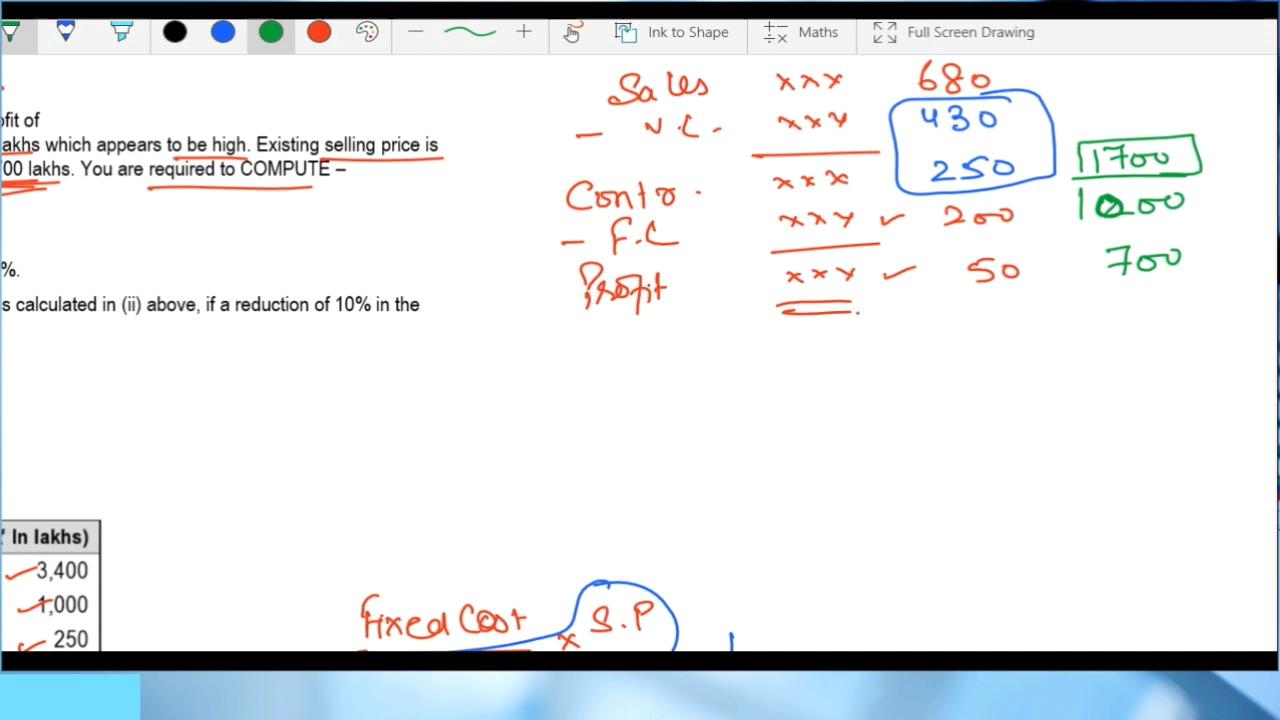 Ink to Shape Maths Full Screen Drawing
Sales xxx 680
ofit of
- V.C. xxx 430
akhs which appears to be high. Existing selling price is
00 lakhs. You are required to COMPUTE –
Contro. xxx 250 1700
- F.C xxx ✓ 200 1000
%.
Profit xxx ✓ 50 700
s calculated in (ii) above, if a reduction of 10% in the
In lakhs)
3,400
1,000
Fixed Cost x S.P
250